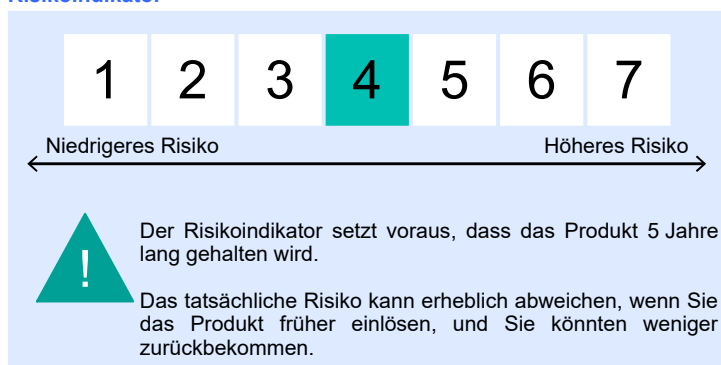 Risikoindikator
1 2 3 4 5 6 7
Niedrigeres Risiko Höheres Risiko
!
Der Risikoindikator setzt voraus, dass das Produkt 5 Jahre
lang gehalten wird.
Das tatsächliche Risiko kann erheblich abweichen, wenn Sie
das Produkt früher einlösen, und Sie könnten weniger
zurückbekommen.